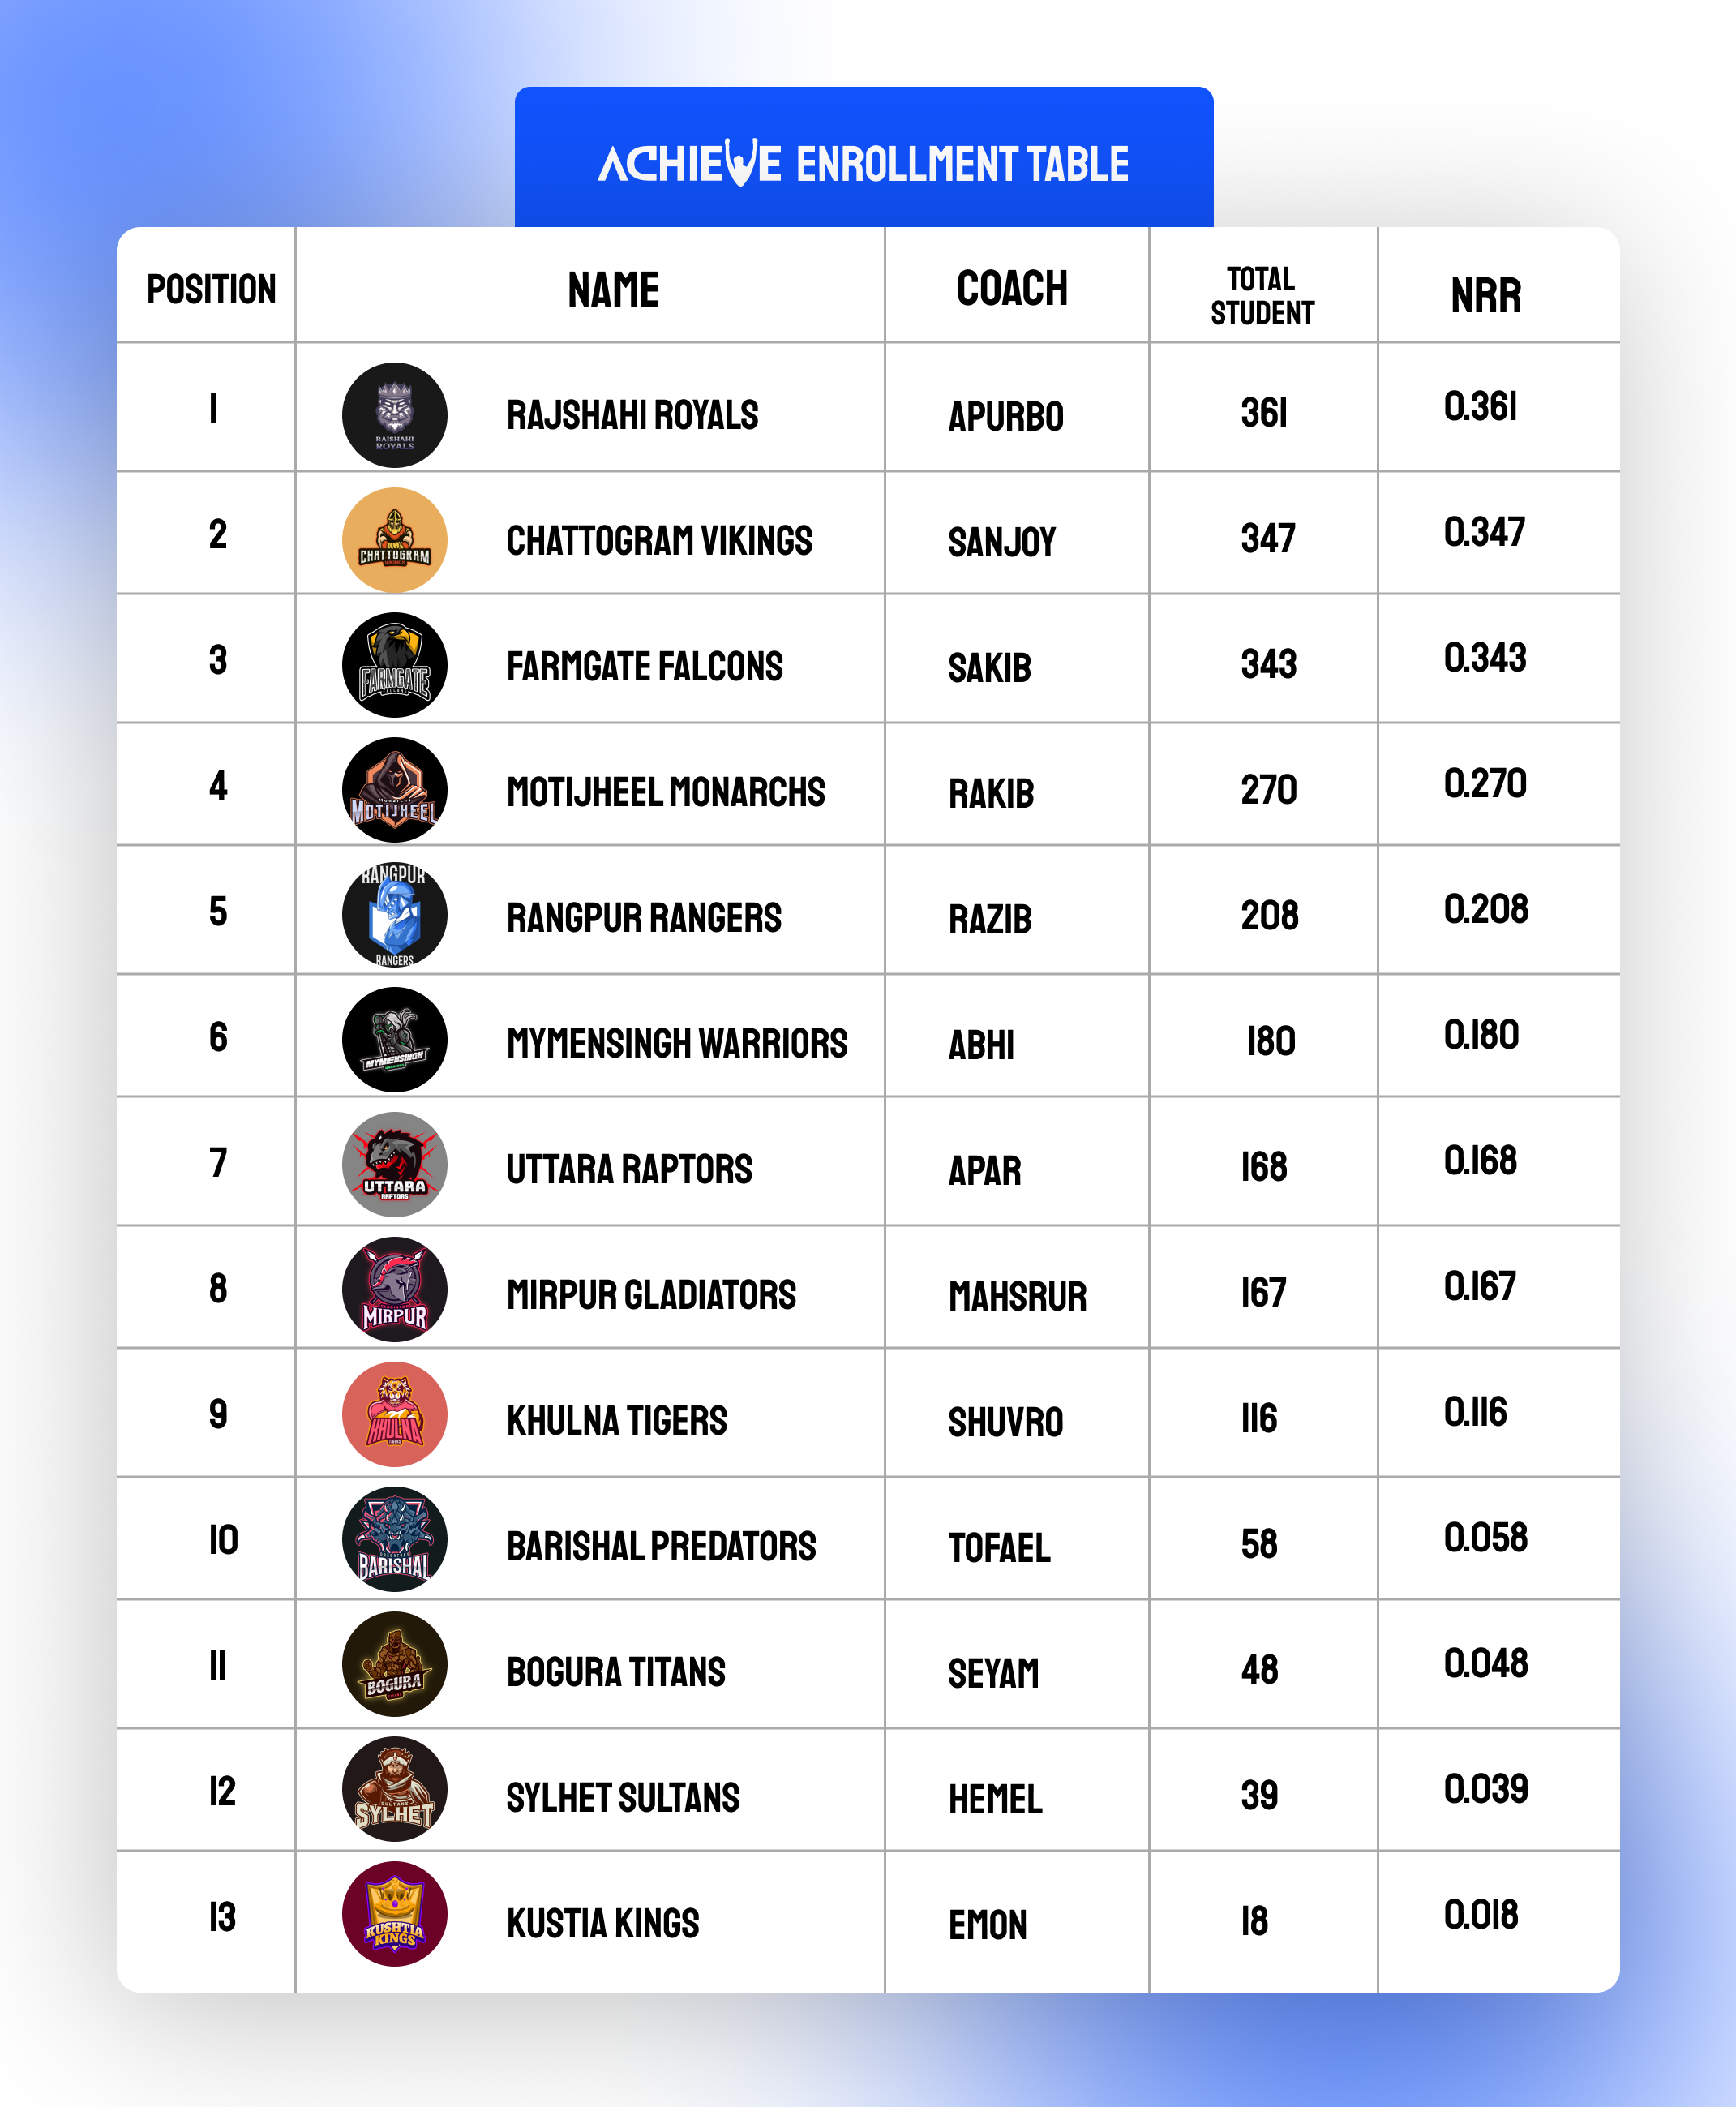 ACHIEVE ENROLLMENT TABLE
POSITION NAME COACH TOTAL STUDENT NRR
1 RAJSHAHI ROYALS RAJSHAHI ROYALS APURBO 361 0.361
2 CHATTOGRAM CHATTOGRAM VIKINGS SANJOY 347 0.347
3 FARMGATE FALCONS FARMGATE FALCONS SAKIB 343 0.343
4 MONARCHS MOTIJHEEL MOTIJHEEL MONARCHS RAKIB 270 0.270
5 RANGPUR RANGERS RANGPUR RANGERS RAZIB 208 0.208
6 MYMENSINGH WARRIORS MYMENSINGH WARRIORS ABHI 180 0.180
7 UTTARA RAPTORS UTTARA RAPTORS APAR 168 0.168
8 MIRPUR MIRPUR GLADIATORS MAHSRUR 167 0.167
9 KHULNA TIGERS KHULNA TIGERS SHUVRO 116 0.116
10 BARISHAL BARISHAL PREDATORS TOFAEL 58 0.058
11 BOGURA BOGURA TITANS SEYAM 48 0.048
12 SULTANS SYLHET SYLHET SULTANS HEMEL 39 0.039
13 KUSHTIA KINGS KUSTIA KINGS EMON 18 0.018